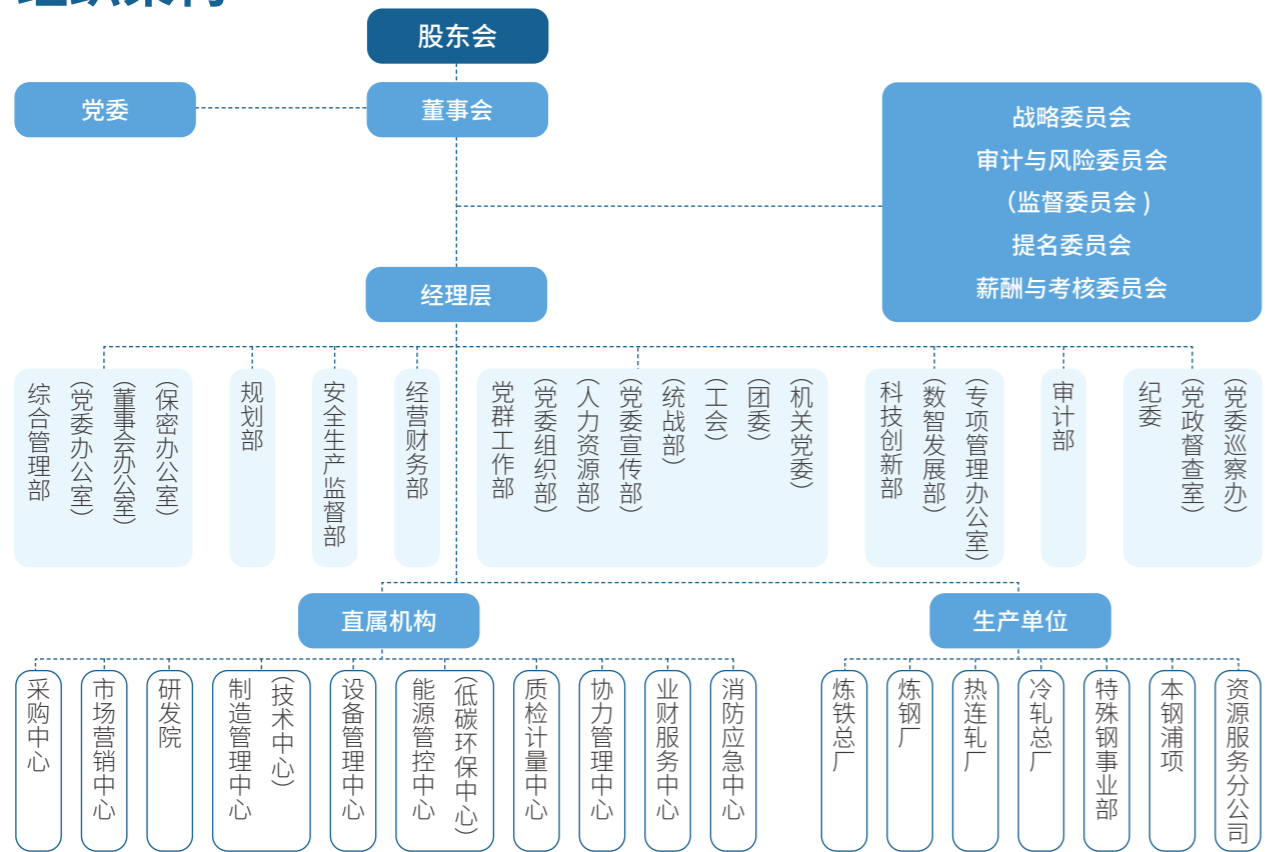 组织架构
股东会
党委
董事会
战略委员会
审计与风险委员会
（监督委员会 )
提名委员会
薪酬与考核委员会
经理层
综合管理部
（党委办公室）
（董事会办公室）
（保密办公室）
规划部
安全生产监督部
经营财务部
党群工作部
（党委组织部）
（人力资源部）
（党委宣传部）
（统战部）
（工会）
（团委）
（机关党委）
科技创新部
（数智发展部）
（专项管理办公室）
审计部
纪委
（党政督查室）
（党委巡察办）
直属机构
生产单位
采购中心
市场营销中心
研发院
制造管理中心
（技术中心）
设备管理中心
能源管控中心
（低碳环保中心）
质检计量中心
协力管理中心
业财服务中心
消防应急中心
炼铁总厂
炼钢厂
热连轧厂
冷轧总厂
特殊钢事业部
本钢浦项
资源服务分公司